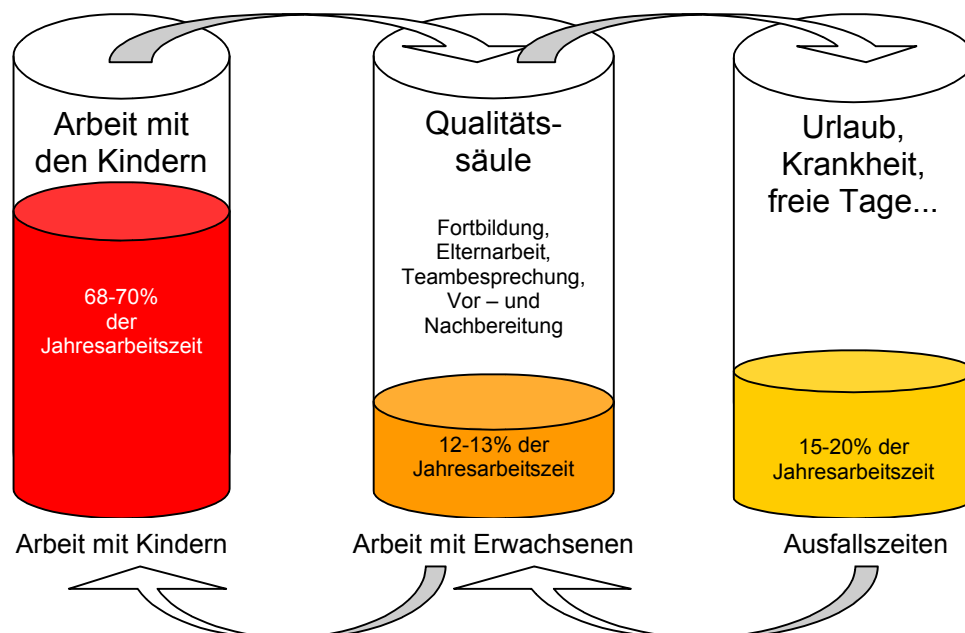 Arbeit mit
den Kindern
68-70%
der
Jahresarbeitszeit
Arbeit mit Kindern
Qualitäts-
säule
Fortbildung,
Elternarbeit,
Teambesprechung,
Vor – und
Nachbereitung
12-13% der
Jahresarbeitszeit
Arbeit mit Erwachsenen
Urlaub,
Krankheit,
freie Tage...
15-20% der
Jahresarbeitszeit
Ausfallszeiten